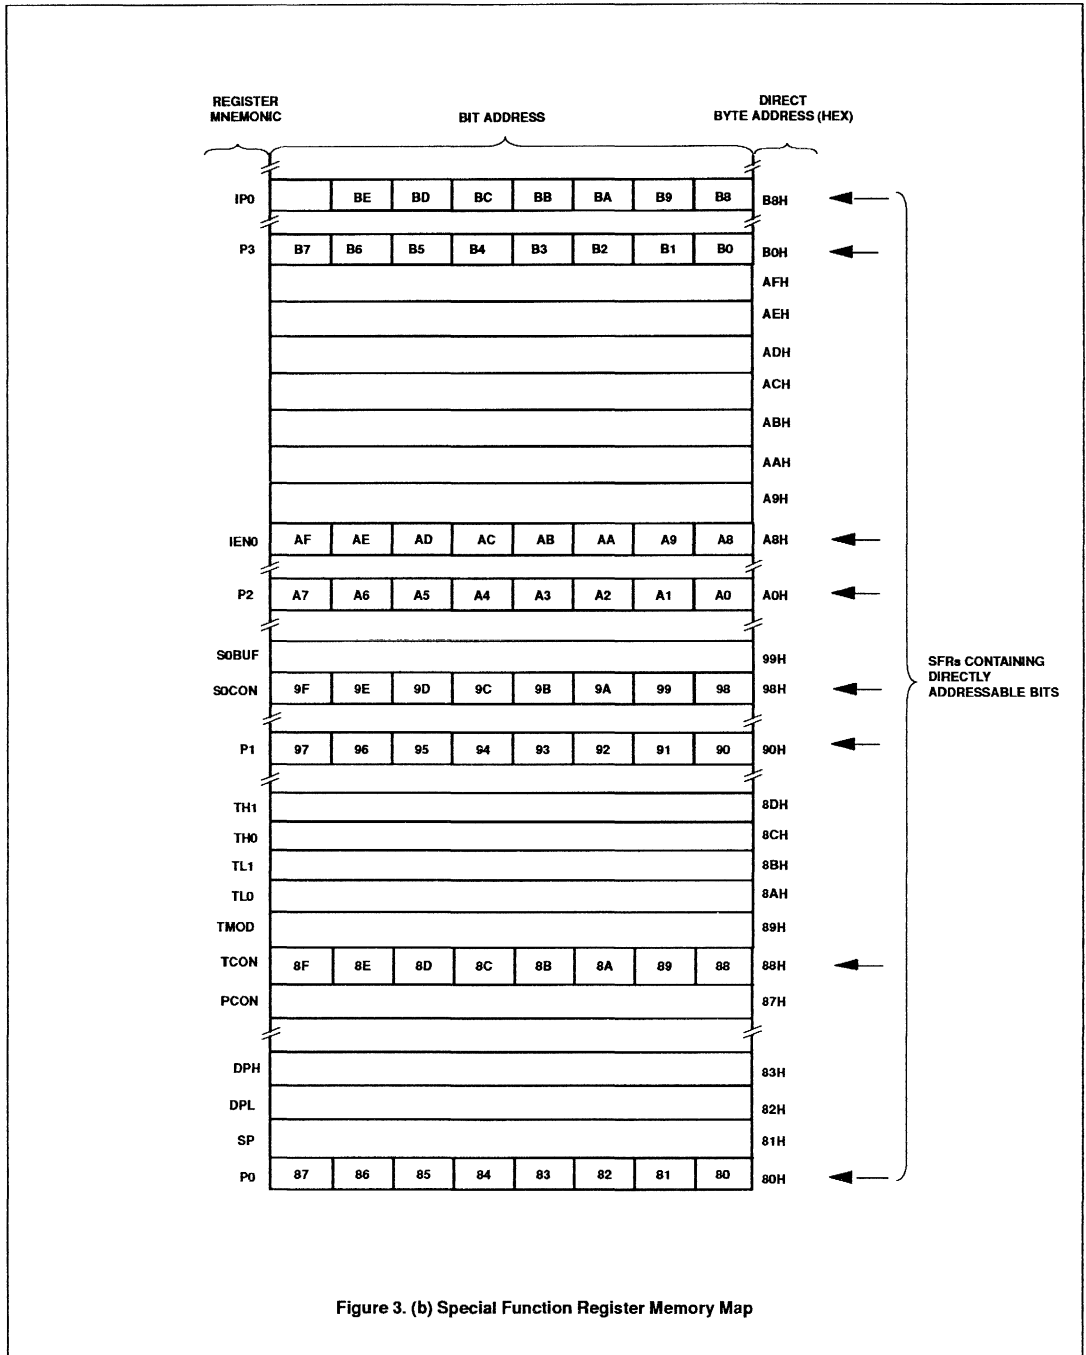 REGISTER
MNEMONIC
BIT ADDRESS
DIRECT
BYTE ADDRESS (HEX)
IP0 BE BD BC BB BA B9 B8 B8H
P3 B7 B6 B5 B4 B3 B2 B1 B0 B0H
AFH
AEH
ADH
ACH
ABH
AAH
A9H
IEN0 AF AE AD AC AB AA A9 A8 A8H
P2 A7 A6 A5 A4 A3 A2 A1 A0 A0H
S0BUF 99H
S0CON 9F 9E 9D 9C 9B 9A 99 98 98H
SFRs CONTAINING
DIRECTLY
ADDRESSABLE BITS
P1 97 96 95 94 93 92 91 90 90H
TH1 8DH
TH0 8CH
TL1 8BH
TL0 8AH
TMOD 89H
TCON 8F 8E 8D 8C 8B 8A 89 88 88H
PCON 87H
DPH 83H
DPL 82H
SP 81H
P0 87 86 85 84 83 82 81 80 80H
Figure 3. (b) Special Function Register Memory Map